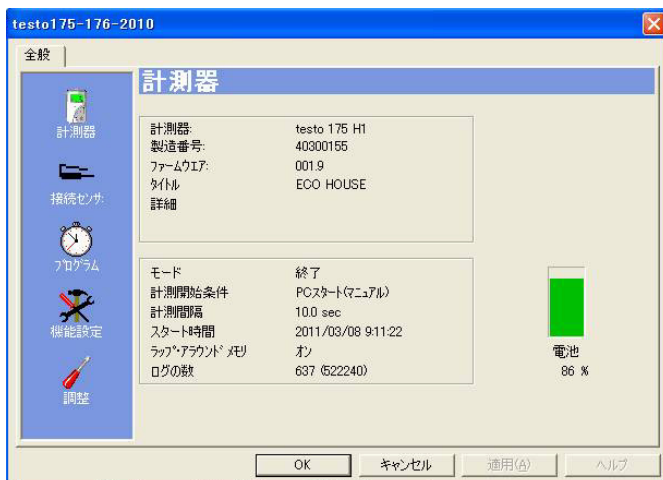 testo175-176-2010
全般
計測器
計測器
接続センサ:
プログラム
機能設定
調整
計測器: testo 175 H1
製造番号: 40300155
ファームウエア: 001.9
タイトル ECO HOUSE
詳細
モード 終了
計測開始条件 PCスタート(マニュアル)
計測間隔 10.0 sec
スタート時間 2011/03/08 9:11:22
ラップ・アラウンド メモリ オン
ログの数 637 (522240)
電池
86 %
OK キャンセル 適用(A) ヘルプ